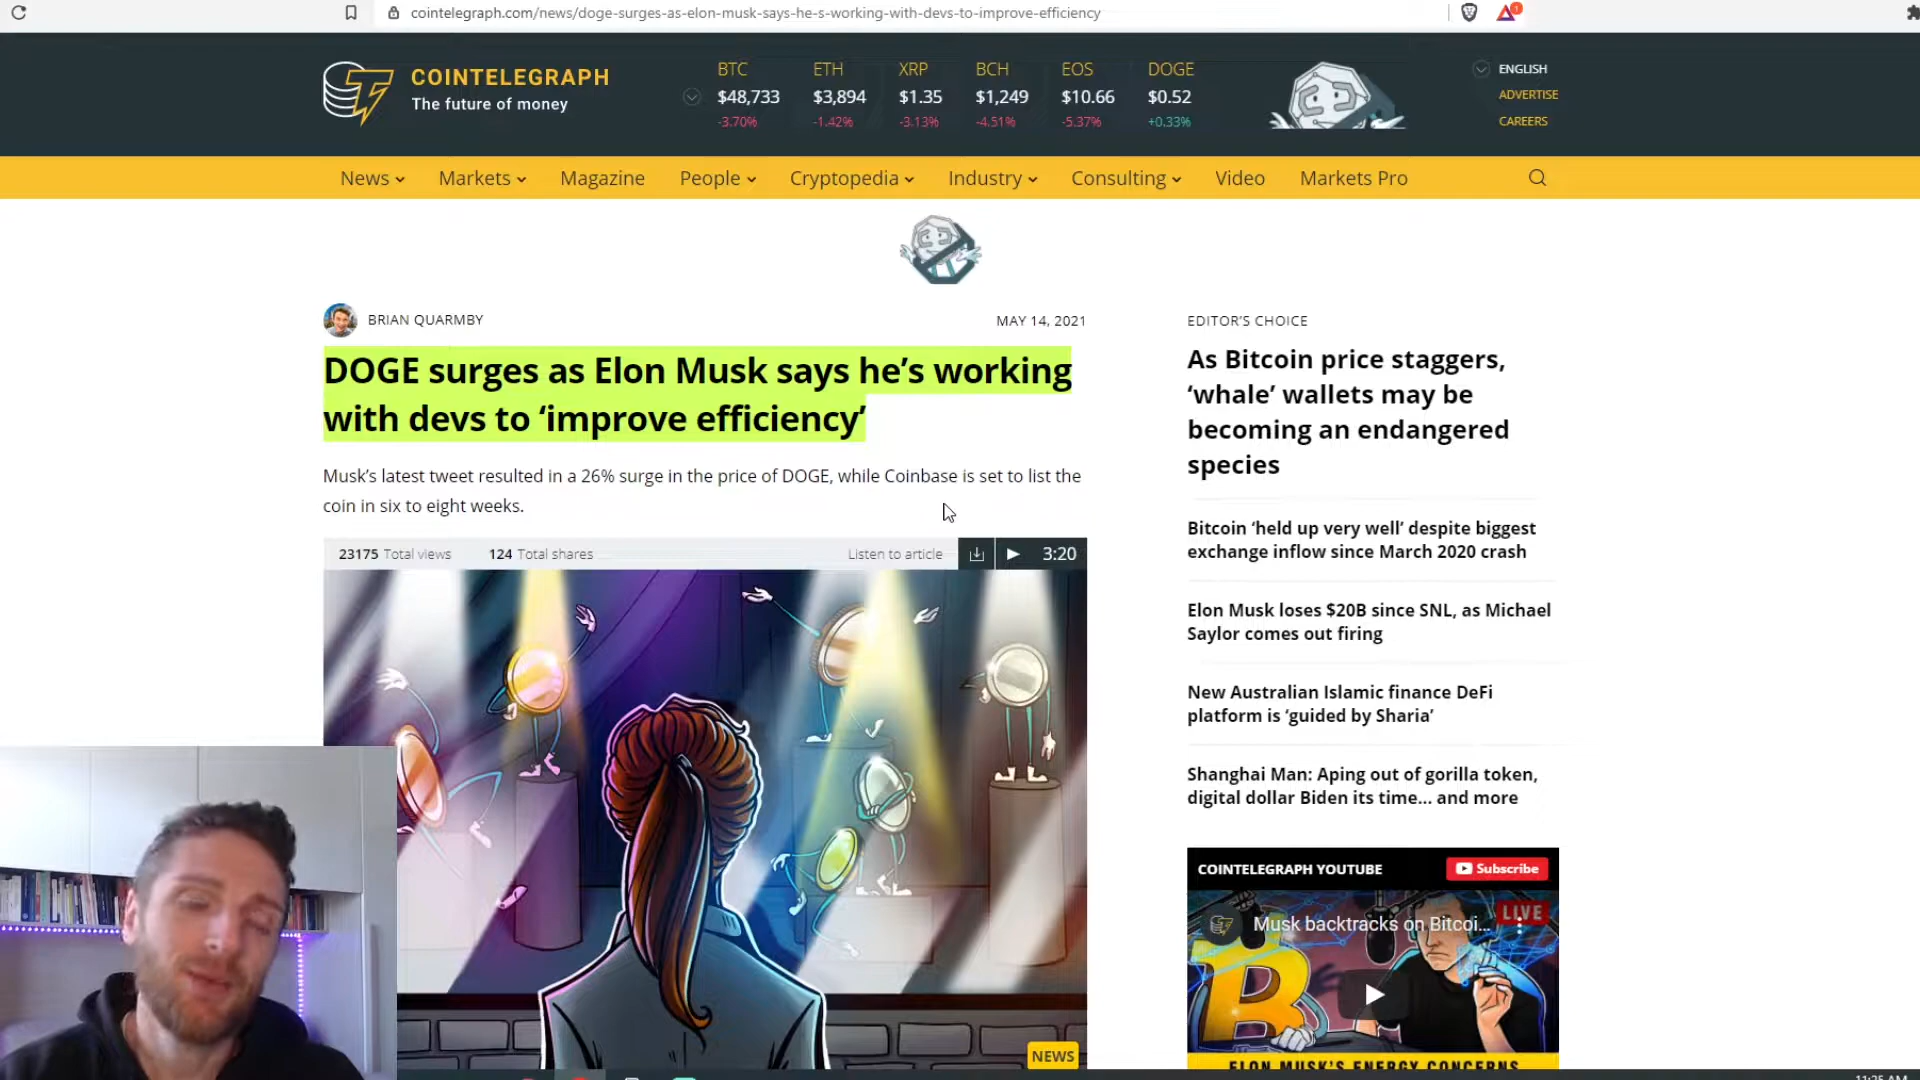 cointelegraph.com/news/doge-surges-as-elon-musk-says-he-s-working-with-devs-to-improve-efficiency
1
COINTELEGRAPH
The future of money
BTC
$48,733
-3.70%
ETH
$3,894
-1.42%
XRP
$1.35
-3.13%
BCH
$1,249
-4.51%
EOS
$10.66
-5.37%
DOGE
$0.52
+0.33%
ENGLISH
ADVERTISE
CAREERS
News
Markets
Magazine
People
Cryptopedia
Industry
Consulting
Video
Markets Pro
BRIAN QUARMBY
MAY 14, 2021
DOGE surges as Elon Musk says he’s working
with devs to ‘improve efficiency’
Musk’s latest tweet resulted in a 26% surge in the price of DOGE, while Coinbase is set to list the
coin in six to eight weeks.
23175 Total views
124 Total shares
Listen to article
3:20
NEWS
EDITOR’S CHOICE
As Bitcoin price staggers,
‘whale’ wallets may be
becoming an endangered
species
Bitcoin ‘held up very well’ despite biggest
exchange inflow since March 2020 crash
Elon Musk loses $20B since SNL, as Michael
Saylor comes out firing
New Australian Islamic finance DeFi
platform is ‘guided by Sharia’
Shanghai Man: Aping out of gorilla token,
digital dollar Biden its time… and more
COINTELEGRAPH YOUTUBE
Subscribe
LIVE
Musk backtracks on Bitcoi...
ELON MUSK'S ENERGY CONCERNS
11:25 AM